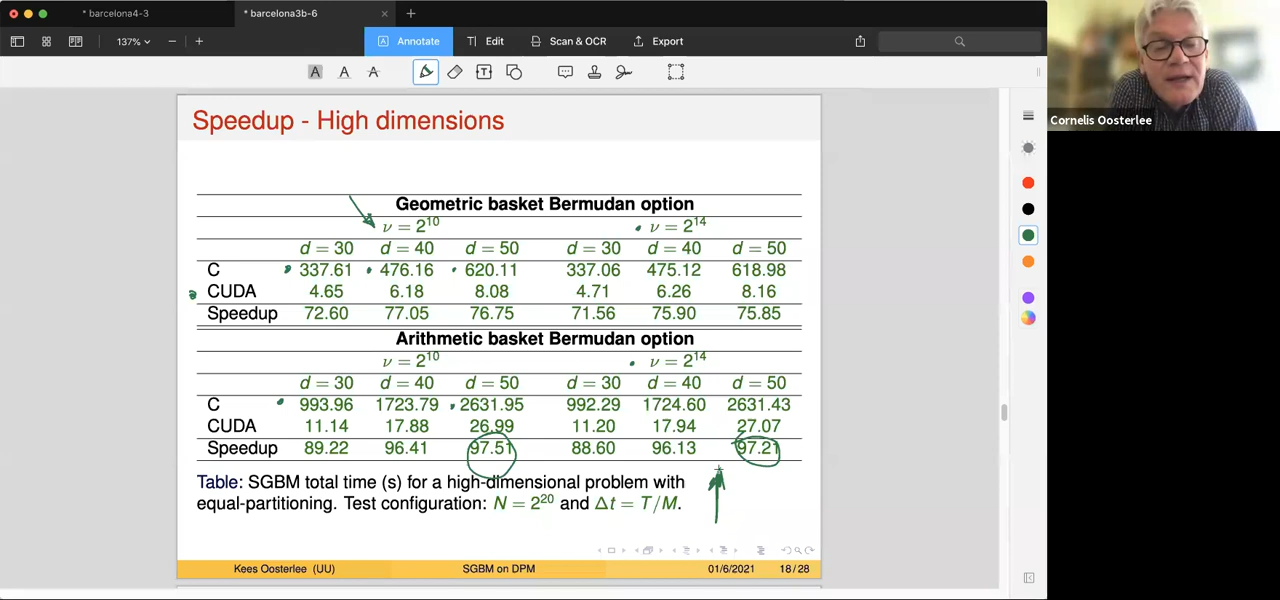 * barcelona4-3
* barcelona3b-6
137%
Annotate
Edit
Scan & OCR
Export
Cornelis Oosterlee
Speedup - High dimensions
Geometric basket Bermudan option
ν = 2^10 ν = 2^14
d = 30 d = 40 d = 50 d = 30 d = 40 d = 50
C 337.61 476.16 620.11 337.06 475.12 618.98
CUDA 4.65 6.18 8.08 4.71 6.26 8.16
Speedup 72.60 77.05 76.75 71.56 75.90 75.85
Arithmetic basket Bermudan option
ν = 2^10 ν = 2^14
d = 30 d = 40 d = 50 d = 30 d = 40 d = 50
C 993.96 1723.79 2631.95 992.29 1724.60 2631.43
CUDA 11.14 17.88 26.99 11.20 17.94 27.07
Speedup 89.22 96.41 97.51 88.60 96.13 97.21
Table: SGBM total time (s) for a high-dimensional problem with
equal-partitioning. Test configuration: N = 2^20 and Δt = T/M.
Kees Oosterlee (UU) SGBM on DPM 01/6/2021 18 / 28